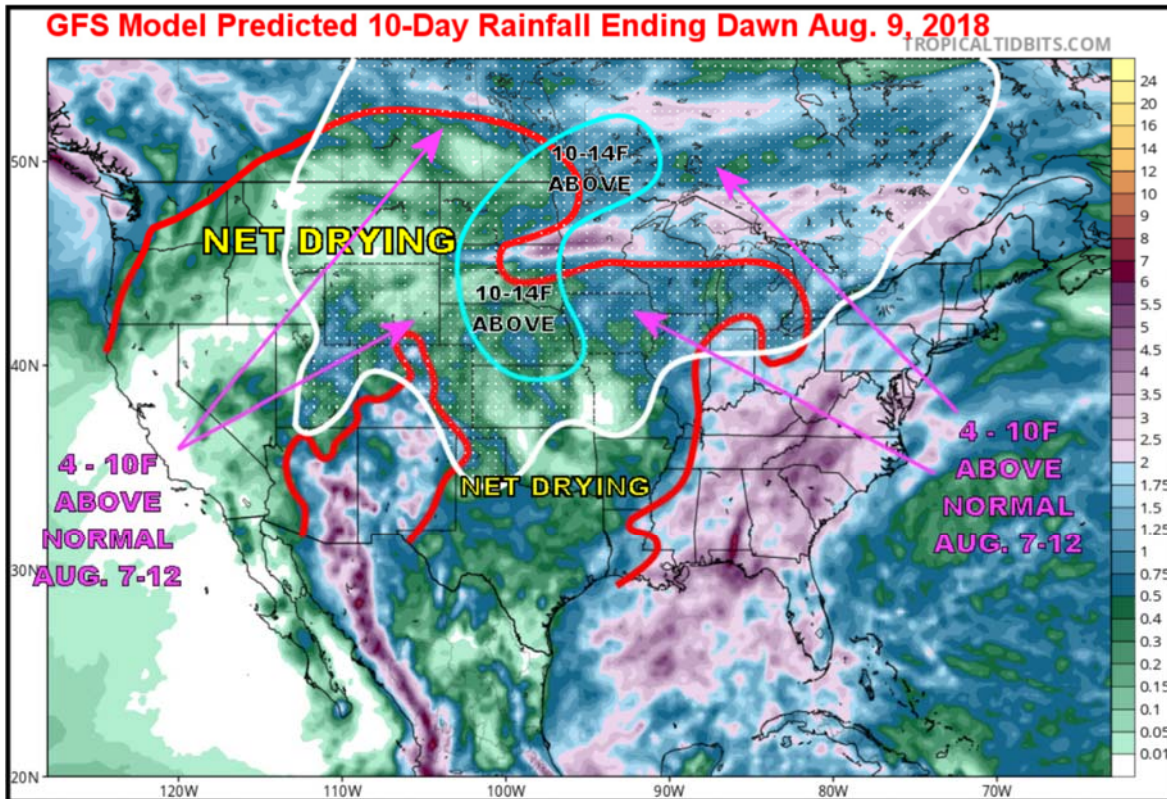 GFS Model Predicted 10-Day Rainfall Ending Dawn Aug. 9, 2018
TROPICALTIDBITS.COM
10-14F
ABOVE
NET DRYING
10-14F
ABOVE
NET DRYING
4 - 10F
ABOVE
NORMAL
AUG. 7-12
4 - 10F
ABOVE
NORMAL
AUG. 7-12
50N
40N
30N
20N
120W
110W
100W
90W
80W
70W
24
20
16
14
12
10
9
8
7
6
5.5
5
4.5
4
3.5
3
2.5
2
1.75
1.5
1.25
1
0.75
0.5
0.4
0.3
0.2
0.15
0.1
0.05
0.01